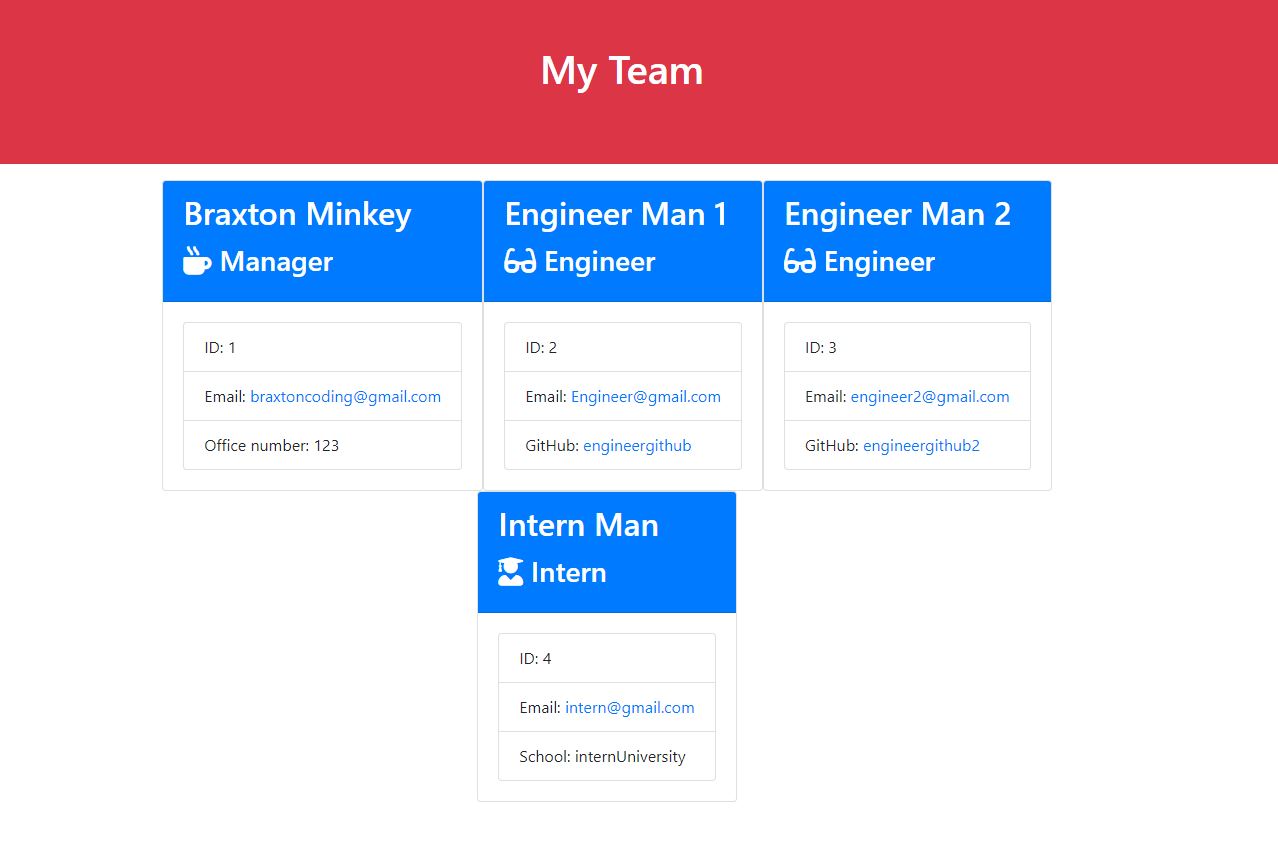 My Team
Braxton Minkey
Manager
ID: 1
Email: braxtoncoding@gmail.com
Office number: 123
Engineer Man 1
Engineer
ID: 2
Email: Engineer@gmail.com
GitHub: engineergithub
Engineer Man 2
Engineer
ID: 3
Email: engineer2@gmail.com
GitHub: engineergithub2
Intern Man
Intern
ID: 4
Email: intern@gmail.com
School: internUniversity